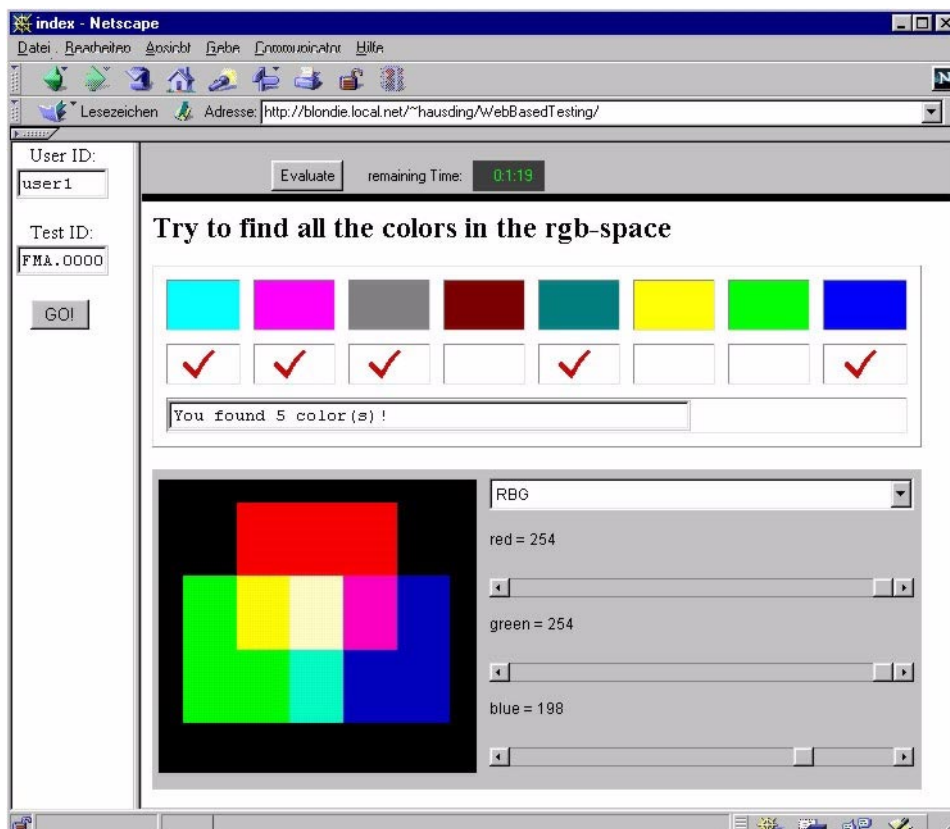 index - Netscape
Datei Bearbeiten Ansicht Gehe Communicator Hilfe
Lesezeichen Adresse: http://blondie.local.net/~hausding/WebBasedTesting/
User ID:
user1
Test ID:
FMA.0000
GO!
Evaluate remaining Time: 0:1:19
Try to find all the colors in the rgb-space
You found 5 color(s)!
RBG
red = 254
green = 254
blue = 198